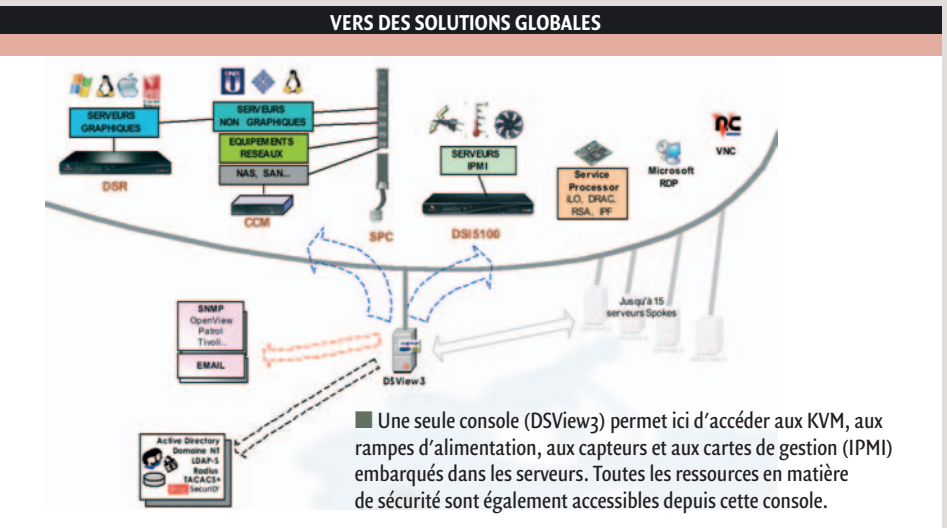 VERS DES SOLUTIONS GLOBALES
SERVEURS
GRAPHIQUES
DSR
SERVEURS
NON GRAPHIQUES
EQUIPEMENTS
RESEAUX
NAS, SAN...
CCM
SPC
SERVEURS
IPMI
DSI5100
Service
Processor
iLO, DRAC,
RSA, IPF
Microsoft
RDP
VNC
Jusqu'à 15
serveurs Spokes
SNMP
OpenView
Patrol
Tivoli..
EMAIL
DSView3
Active Directory
Domaine NT
LDAP-S
Radius
TACACS+
SecurID
■ Une seule console (DSView3) permet ici d'accéder aux KVM, aux
rampes d'alimentation, aux capteurs et aux cartes de gestion (IPMI)
embarqués dans les serveurs. Toutes les ressources en matière
de sécurité sont également accessibles depuis cette console.